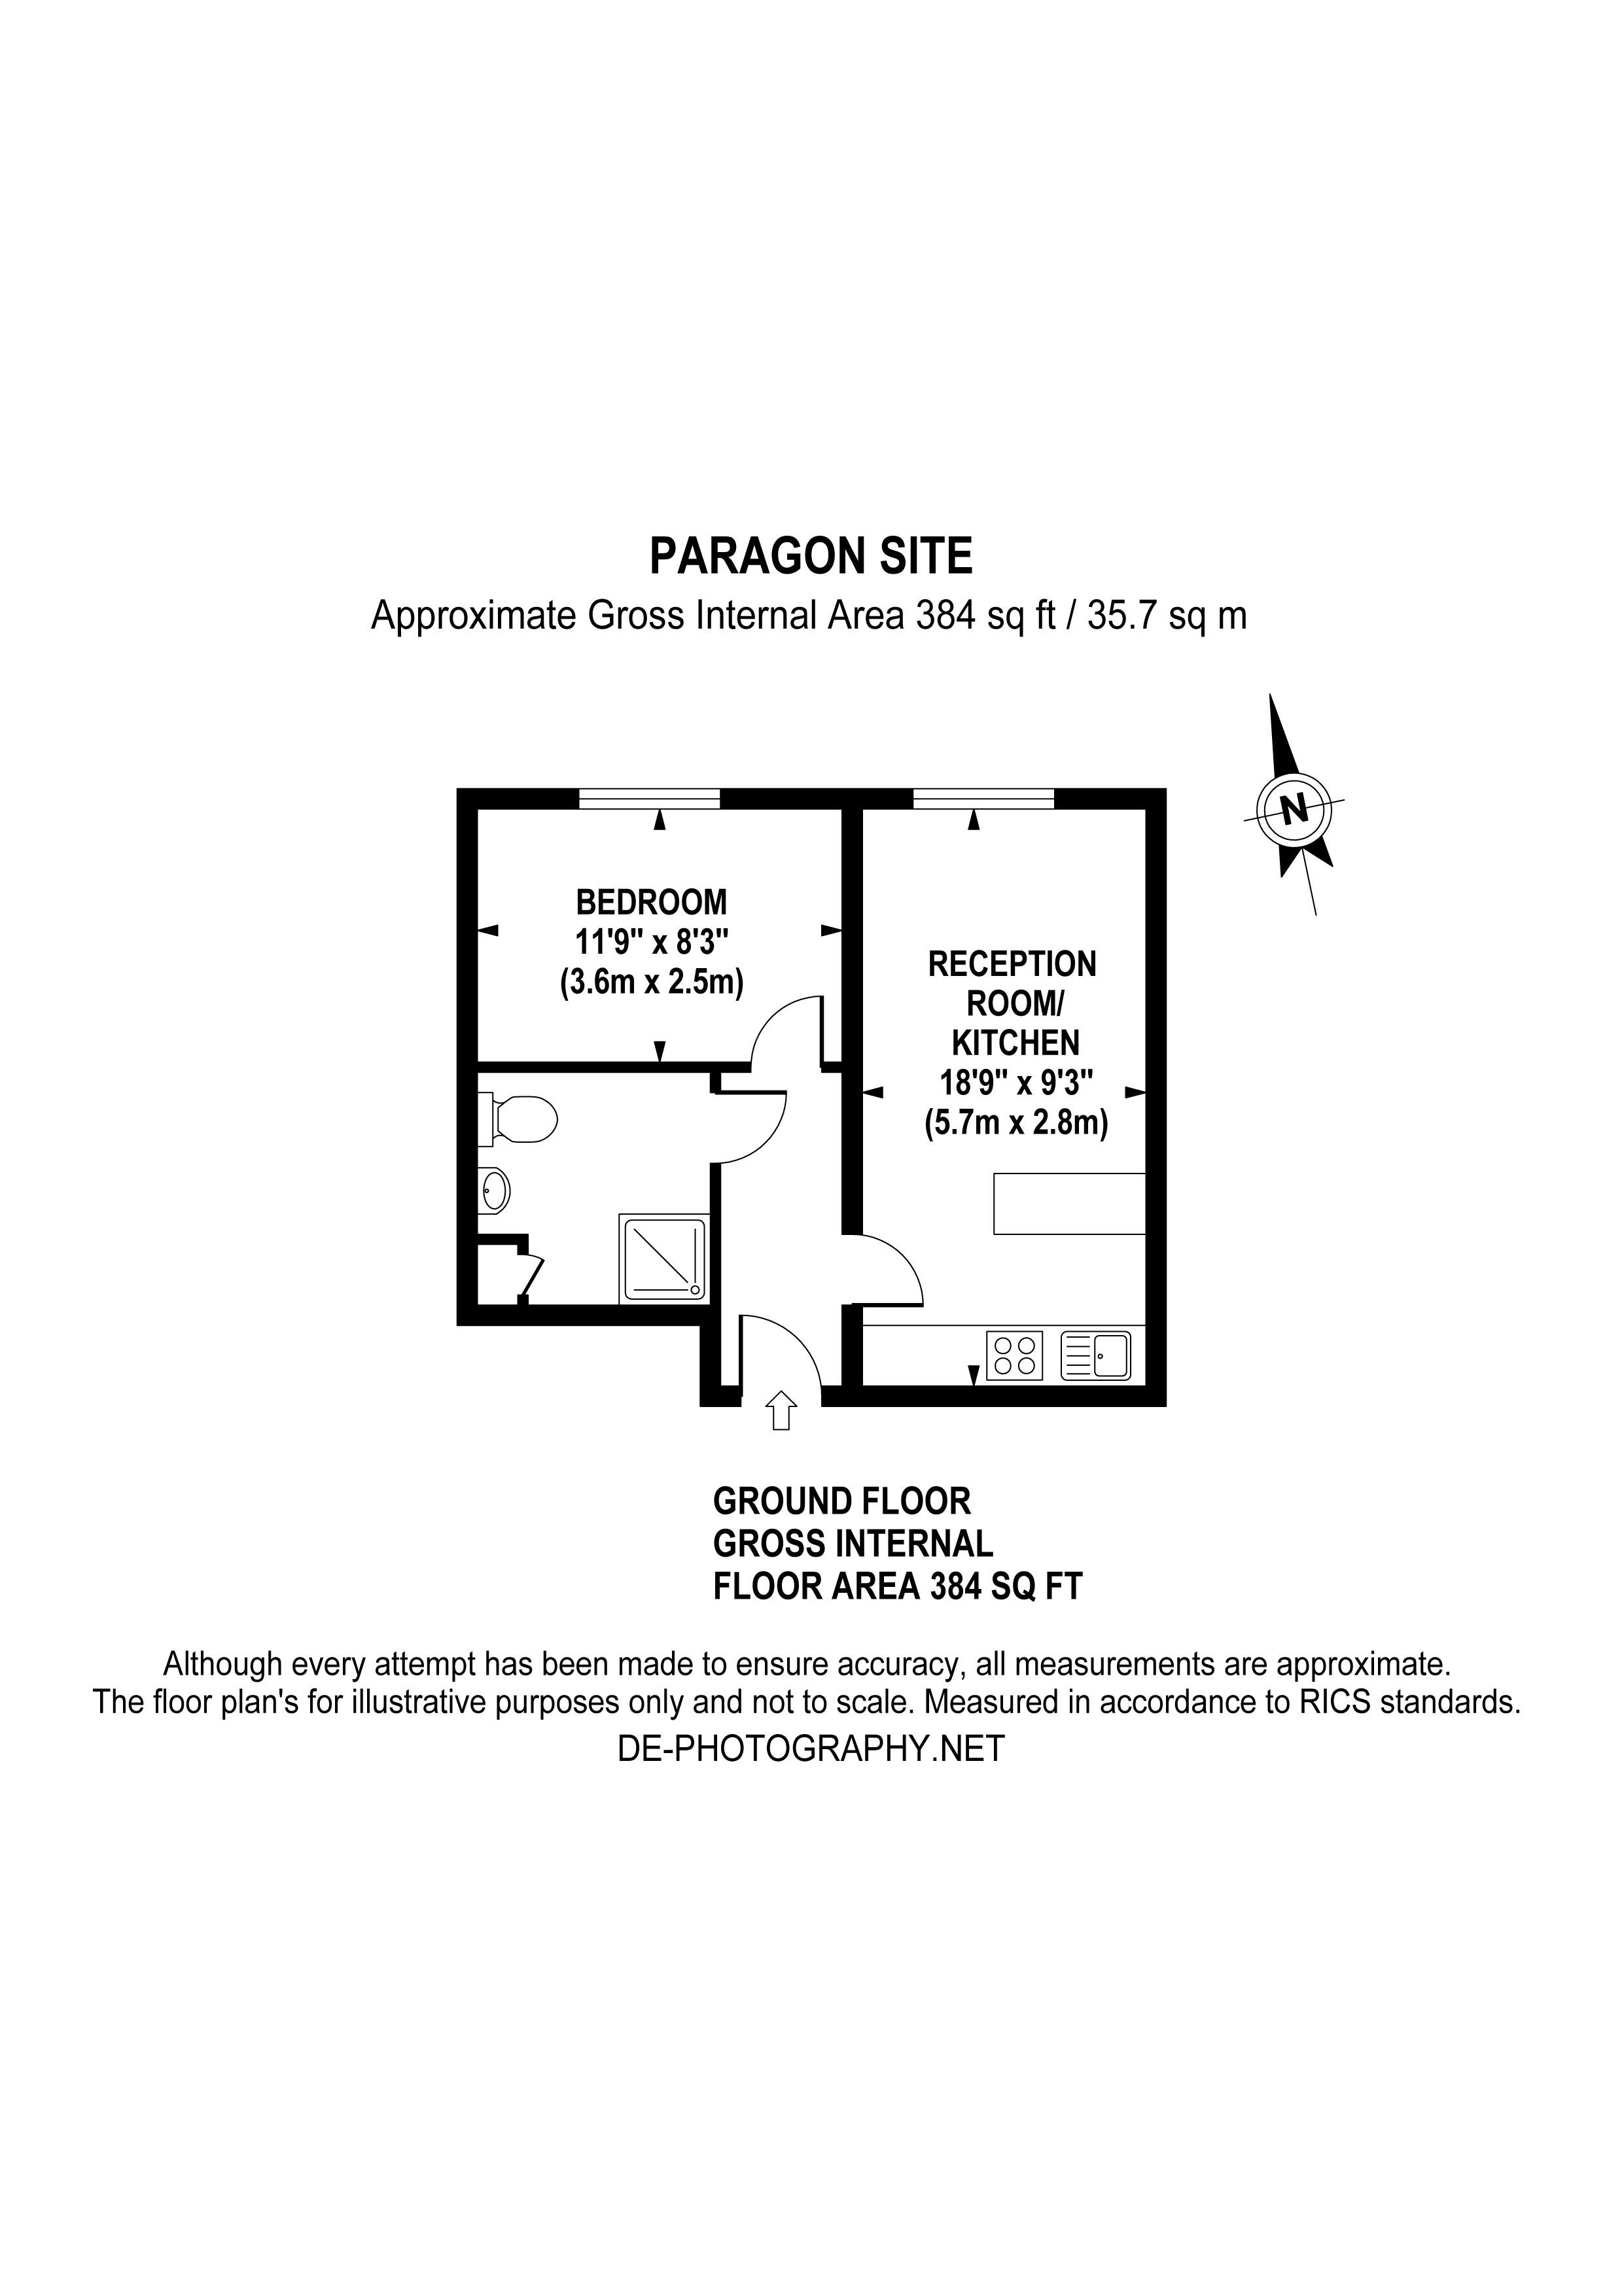 PARAGON SITE
Approximate Gross Internal Area 384 sq ft / 35.7 sq m
N
BEDROOM
11'9" x 8'3"
(3.6m x 2.5m)
RECEPTION
ROOM/
KITCHEN
18'9" x 9'3"
(5.7m x 2.8m)
GROUND FLOOR
GROSS INTERNAL
FLOOR AREA 384 SQ FT
Although every attempt has been made to ensure accuracy, all measurements are approximate.
The floor plan's for illustrative purposes only and not to scale. Measured in accordance to RICS standards.
DE-PHOTOGRAPHY.NET